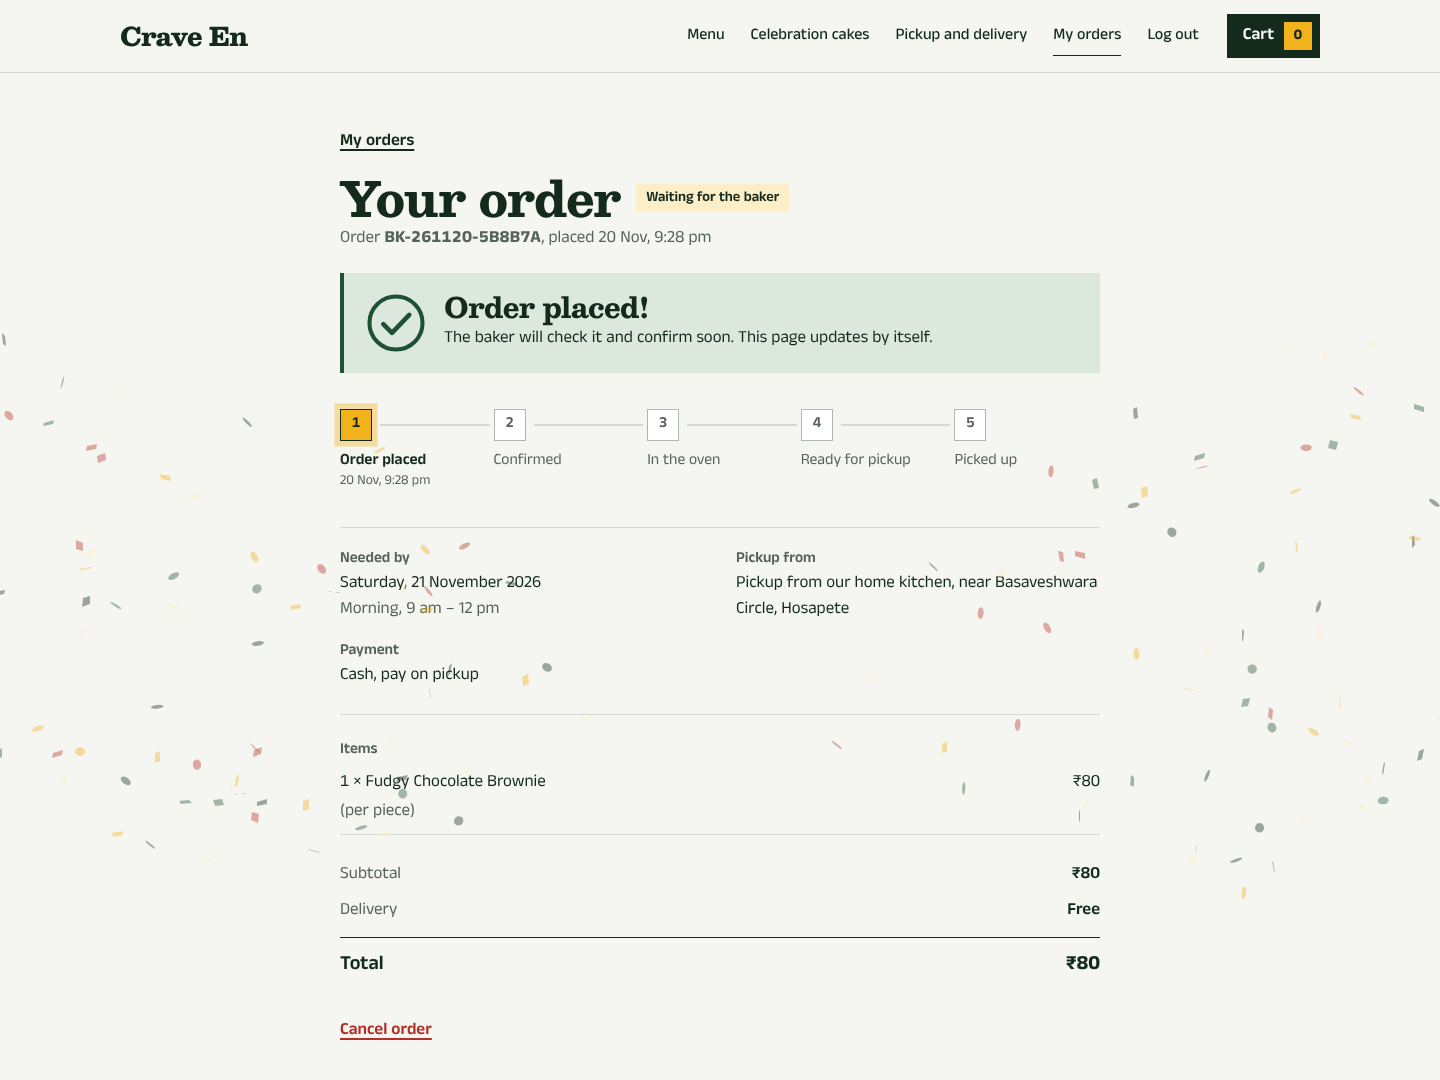 Crave En
Menu
Celebration cakes
Pickup and delivery
My orders
Log out
Cart 0
My orders
Your order
Waiting for the baker
Order BK-261120-5B8B7A, placed 20 Nov, 9:28 pm
Order placed!
The baker will check it and confirm soon. This page updates by itself.
1
2
3
4
5
Order placed
Confirmed
In the oven
Ready for pickup
Picked up
20 Nov, 9:28 pm
Needed by
Saturday, 21 November 2026
Morning, 9 am – 12 pm
Pickup from
Pickup from our home kitchen, near Basaveshwara
Circle, Hosapete
Payment
Cash, pay on pickup
Items
1 × Fudgy Chocolate Brownie ₹80
(per piece)
Subtotal ₹80
Delivery Free
Total ₹80
Cancel order